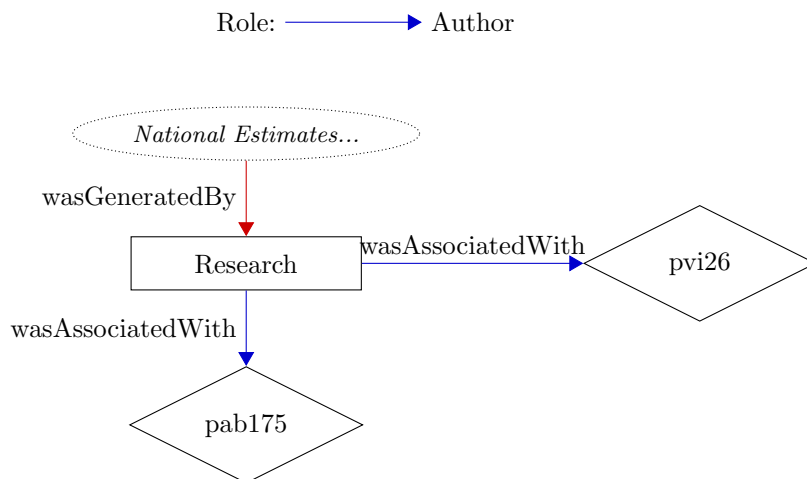 Role: Author
National Estimates...
wasGeneratedBy
wasAssociatedWith
Research
pvi26
wasAssociatedWith
pab175